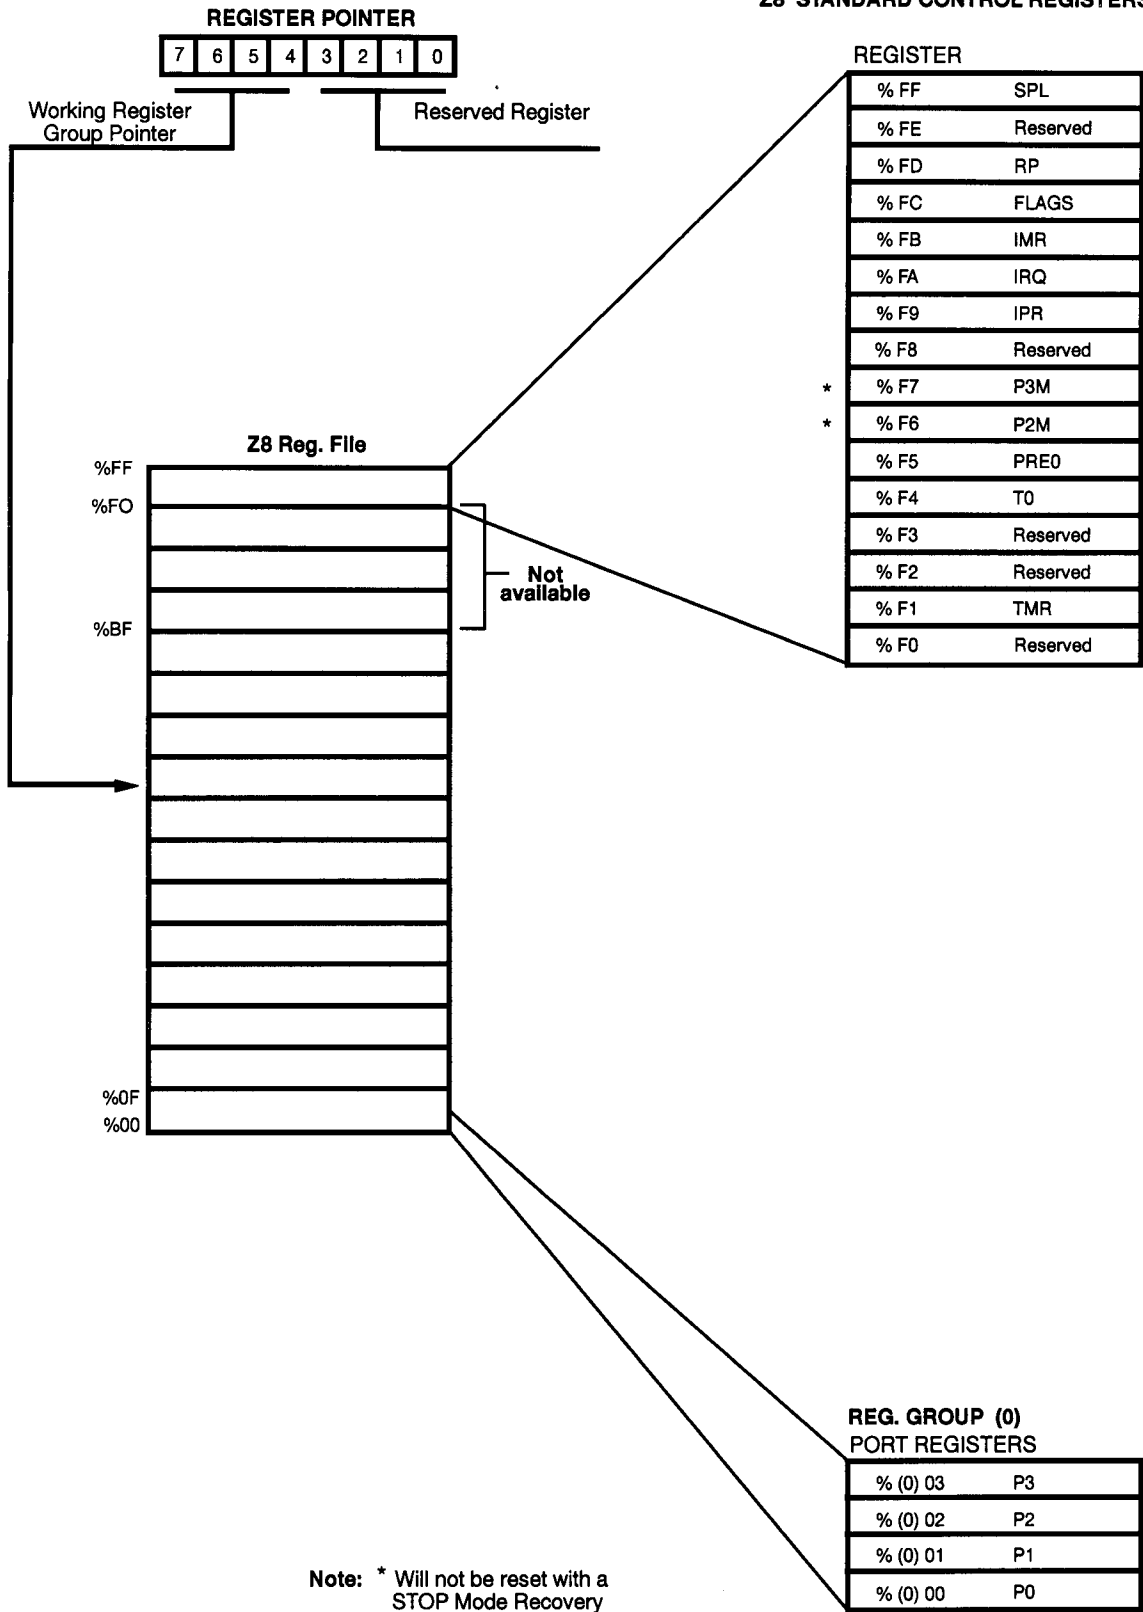 Z8 STANDARD CONTROL REGISTERS
REGISTER POINTER
7 6 5 4 3 2 1 0
Working Register
Group Pointer
Reserved Register
REGISTER
% FF SPL
% FE Reserved
% FD RP
% FC FLAGS
% FB IMR
% FA IRQ
% F9 IPR
% F8 Reserved
* % F7 P3M
* % F6 P2M
% F5 PRE0
% F4 T0
% F3 Reserved
% F2 Reserved
% F1 TMR
% F0 Reserved
Z8 Reg. File
%FF
%FO
Not
available
%BF
%0F
%00
REG. GROUP (0)
PORT REGISTERS
% (0) 03 P3
% (0) 02 P2
% (0) 01 P1
% (0) 00 P0
Note: * Will not be reset with a
STOP Mode Recovery